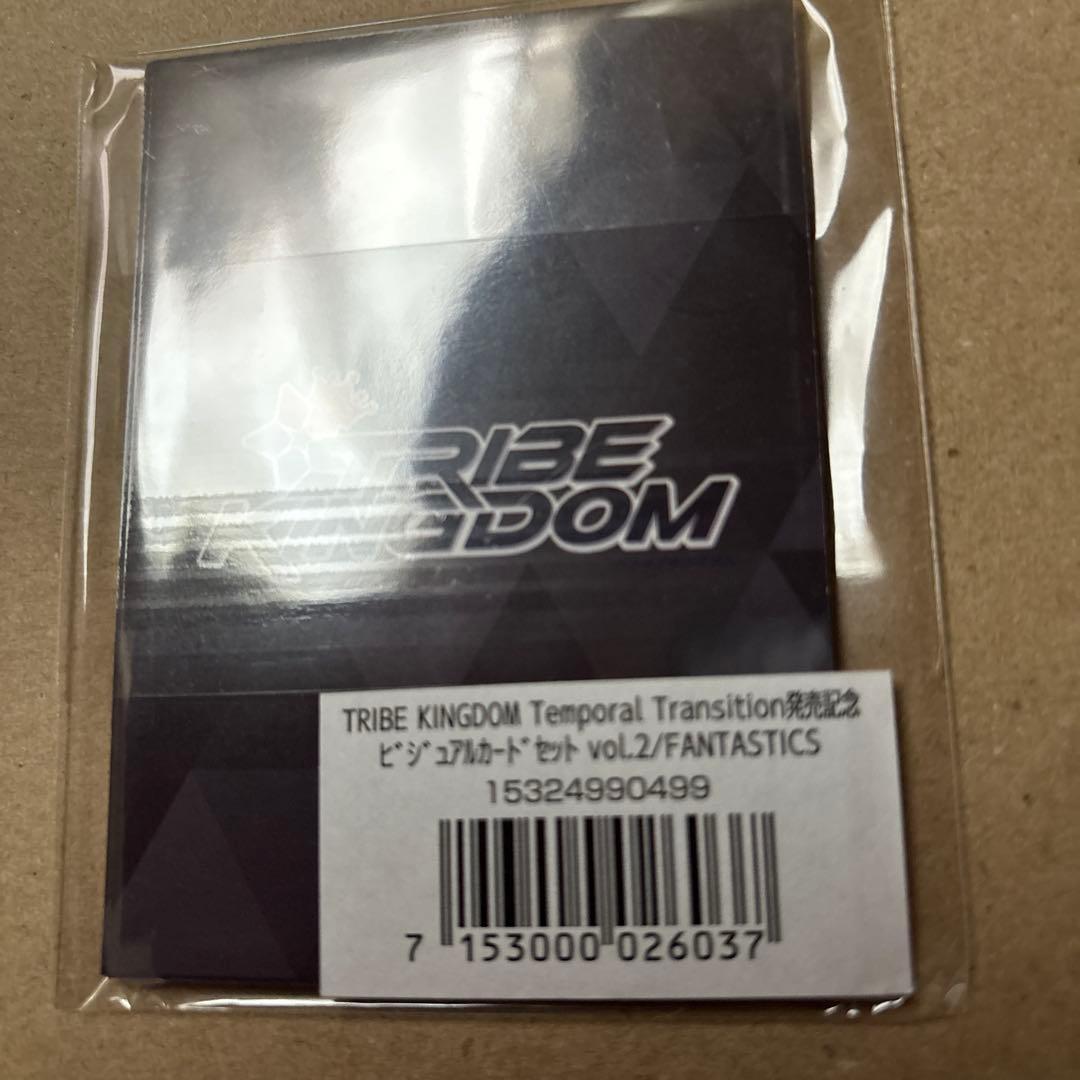 TRIBE
KINGDOM
TRIBE KINGDOM Temporal Transition発売記念
ﾋﾞｼﾞｭｱﾙｶｰﾄﾞｾｯﾄ vol.2/FANTASTICS
15324990499
7 153000 026037